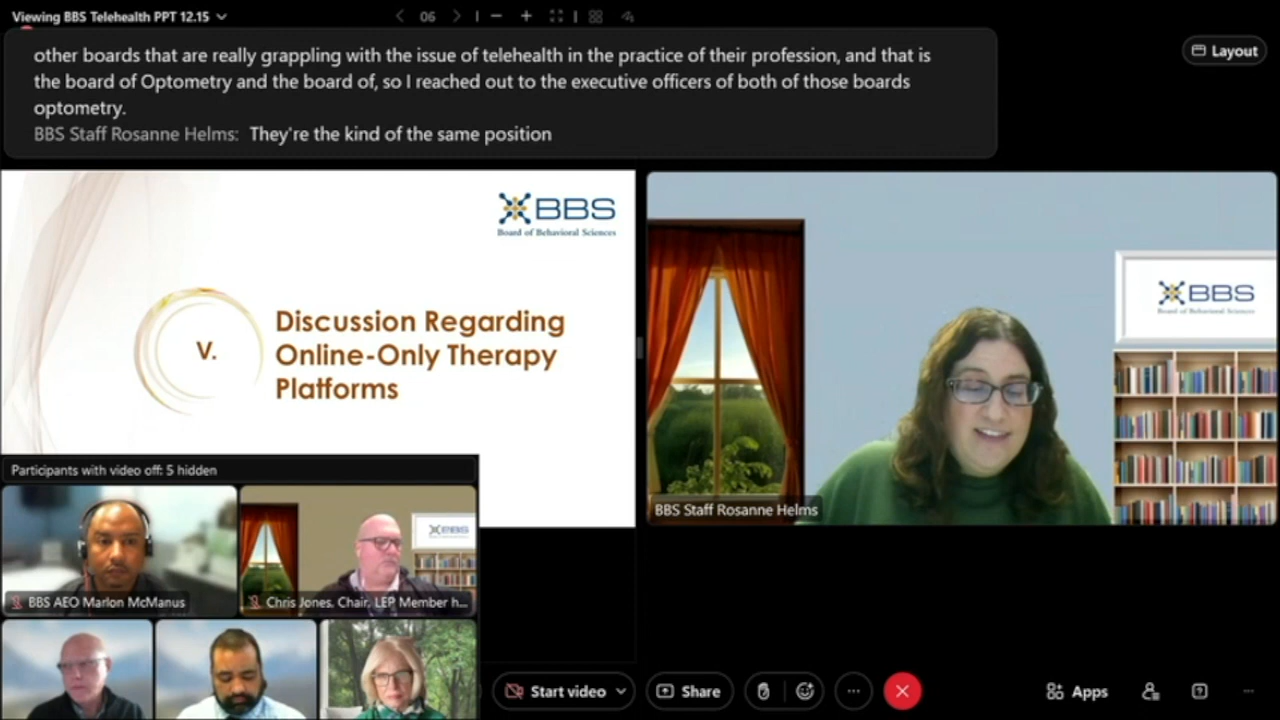 Viewing BBS Telehealth PPT 12.15
06
other boards that are really grappling with the issue of telehealth in the practice of their profession, and that is
the board of Optometry and the board of, so I reached out to the executive officers of both of those boards
optometry.
BBS Staff Rosanne Helms: They're the kind of the same position
Layout
BBS
Board of Behavioral Sciences
V.
Discussion Regarding
Online-Only Therapy
Platforms
BBS
Board of Behavioral Sciences
BBS Staff Rosanne Helms
Participants with video off: 5 hidden
BBS
BBS AEO Marlon McManus
Chris Jones, Chair, LEP Member h...
Start video
Share
Apps